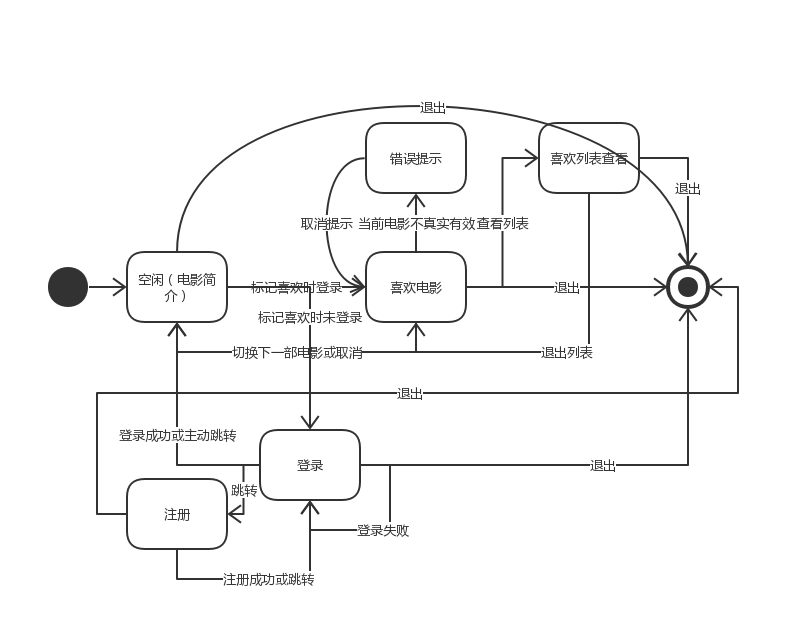 退出
错误提示
喜欢列表查看
退出
取消提示
当前电影不真实有效
查看列表
空闲（电影简
介）
标记喜欢时登录
喜欢电影
退出
标记喜欢时未登录
切换下一部电影或取消
退出列表
退出
登录成功或主动跳转
登录
退出
跳转
注册
登录失败
注册成功或跳转